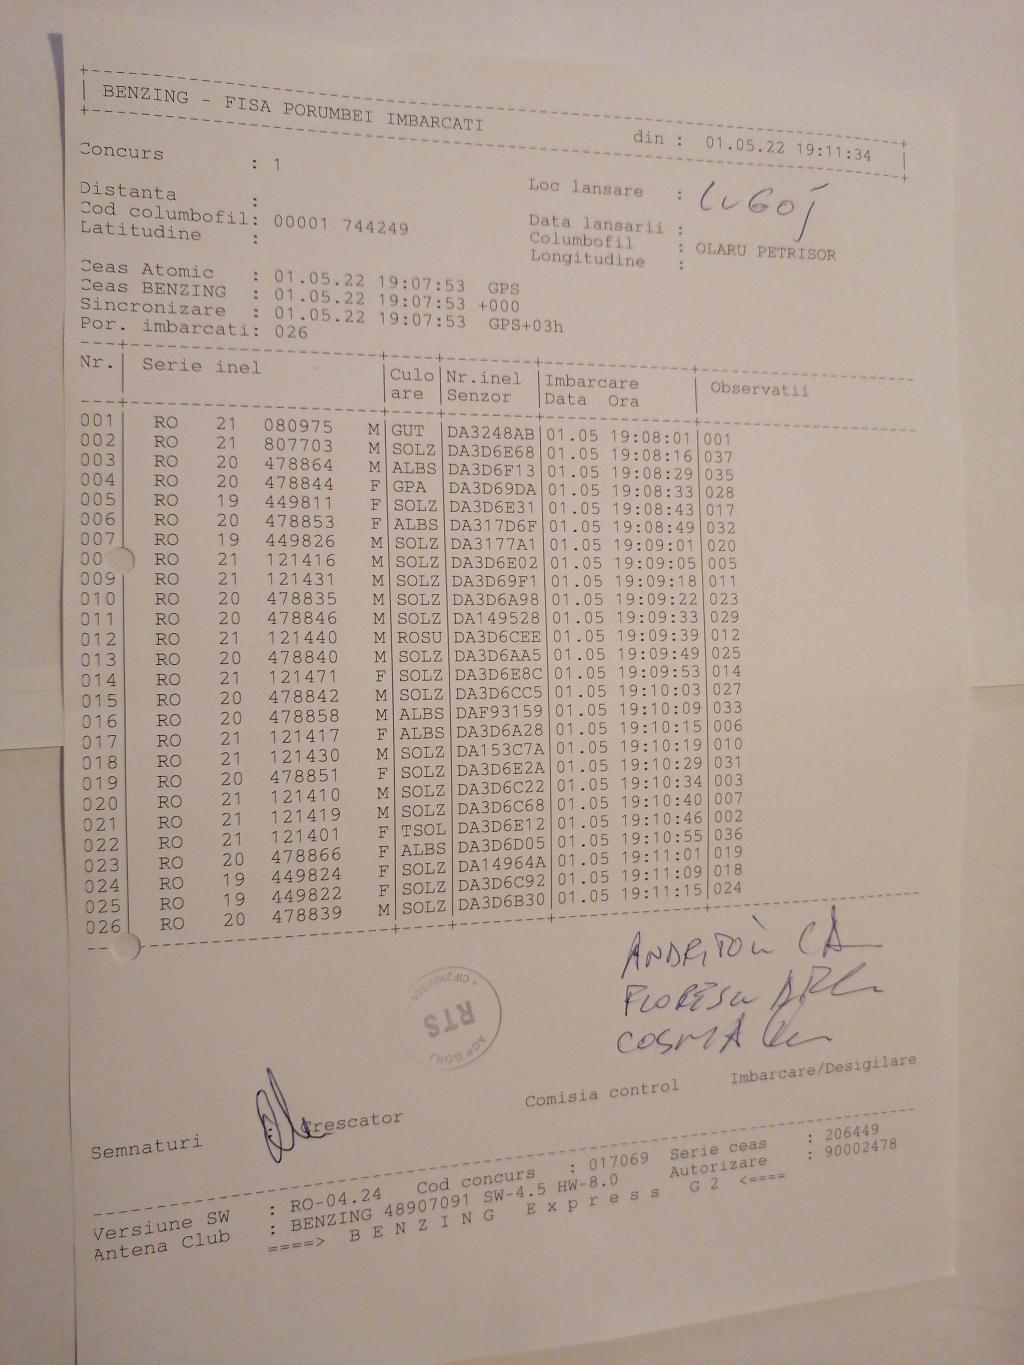 BENZING - FISA PORUMBEI IMBARCATI din : 01.05.22 19:11:34
Concurs : 1 Loc lansare : LUGOJ
Distanta : Data lansarii :
Cod columbofil: 00001 744249 Columbofil : OLARU PETRISOR
Latitudine : Longitudine :
Ceas Atomic : 01.05.22 19:07:53 GPS
Ceas BENZING : 01.05.22 19:07:53 +000
Sincronizare : 01.05.22 19:07:53 GPS+03h
Por. imbarcati: 026
Nr. Serie inel Culo Nr.inel Imbarcare Observatii
are Senzor Data Ora
001 RO 21 080975 M GUT DA3248AB 01.05 19:08:01 001
002 RO 21 807703 M SOLZ DA3D6E68 01.05 19:08:16 037
003 RO 20 478864 M ALBS DA3D6F13 01.05 19:08:29 035
004 RO 20 478844 F GPA DA3D69DA 01.05 19:08:33 028
005 RO 19 449811 F SOLZ DA3D6E31 01.05 19:08:43 017
006 RO 20 478853 F ALBS DA317D6F 01.05 19:08:49 032
007 RO 19 449826 M SOLZ DA3177A1 01.05 19:09:01 020
00 RO 21 121416 M SOLZ DA3D6E02 01.05 19:09:05 005
009 RO 21 121431 M SOLZ DA3D69F1 01.05 19:09:18 011
010 RO 20 478835 M SOLZ DA3D6A98 01.05 19:09:22 023
011 RO 20 478846 M SOLZ DA149528 01.05 19:09:33 029
012 RO 21 121440 M ROSU DA3D6CEE 01.05 19:09:39 012
013 RO 20 478840 M SOLZ DA3D6AA5 01.05 19:09:49 025
014 RO 21 121471 F SOLZ DA3D6E8C 01.05 19:09:53 014
015 RO 20 478842 M SOLZ DA3D6CC5 01.05 19:10:03 027
016 RO 20 478858 M ALBS DAF93159 01.05 19:10:09 033
017 RO 21 121417 F ALBS DA3D6A28 01.05 19:10:15 006
018 RO 21 121430 M SOLZ DA153C7A 01.05 19:10:19 010
019 RO 20 478851 F SOLZ DA3D6E2A 01.05 19:10:29 031
020 RO 21 121410 M SOLZ DA3D6C22 01.05 19:10:34 003
021 RO 21 121419 M SOLZ DA3D6C68 01.05 19:10:40 007
022 RO 21 121401 F TSOL DA3D6E12 01.05 19:10:46 002
023 RO 20 478866 F ALBS DA3D6D05 01.05 19:10:55 036
024 RO 19 449824 F SOLZ DA14964A 01.05 19:11:01 019
025 RO 19 449822 F SOLZ DA3D6C92 01.05 19:11:09 018
026 RO 20 478839 M SOLZ DA3D6B30 01.05 19:11:15 024
COSMA
RTS
ACP GORJ
Semnaturi Crescator Comisia control Imbarcare/Desigilare
Versiune SW : RO-04.24 Cod concurs : 017069 Serie ceas : 206449
Antena Club : BENZING 48907091 SW-4.5 HW-8.0 Autorizare : 90002478
====> B E N Z I N G E x p r e s s G 2 <====